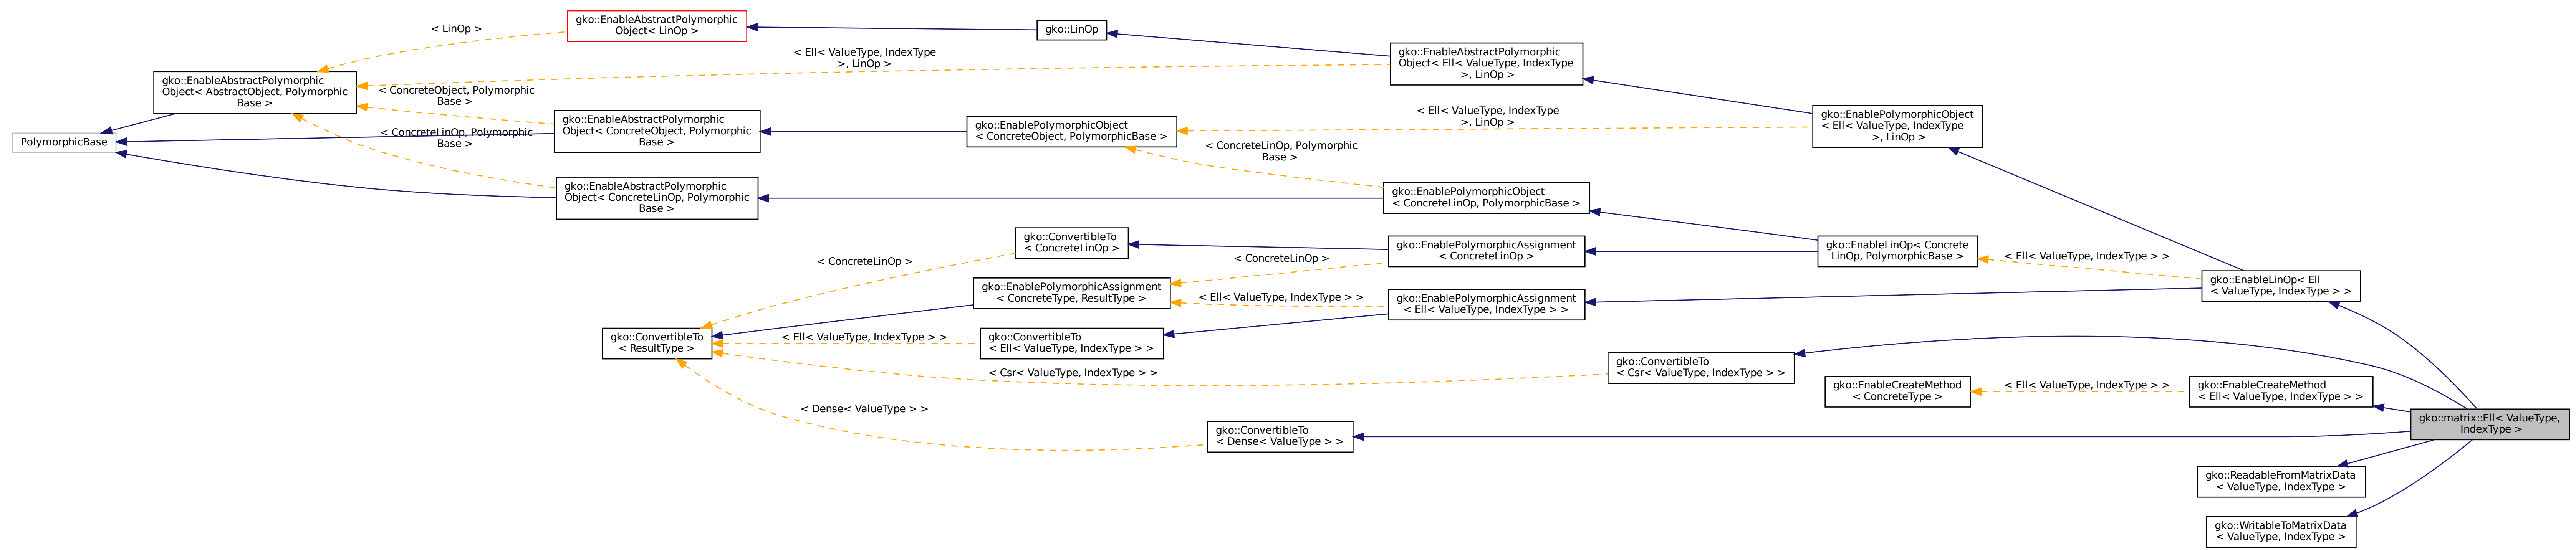 gko::EnableAbstractPolymorphic
Object< LinOp >
< LinOp >
gko::LinOp
< Ell< ValueType, IndexType
>, LinOp >
gko::EnableAbstractPolymorphic
Object< Ell< ValueType, IndexType
>, LinOp >
gko::EnableAbstractPolymorphic
Object< AbstractObject, Polymorphic
Base >
< ConcreteObject, Polymorphic
Base >
gko::EnableAbstractPolymorphic
Object< ConcreteObject, Polymorphic
Base >
gko::EnablePolymorphicObject
< ConcreteObject, PolymorphicBase >
< Ell< ValueType, IndexType
>, LinOp >
gko::EnablePolymorphicObject
< Ell< ValueType, IndexType
>, LinOp >
PolymorphicBase
< ConcreteLinOp, Polymorphic
Base >
< ConcreteLinOp, Polymorphic
Base >
gko::EnableAbstractPolymorphic
Object< ConcreteLinOp, Polymorphic
Base >
gko::EnablePolymorphicObject
< ConcreteLinOp, PolymorphicBase >
gko::ConvertibleTo
< ConcreteLinOp >
gko::EnablePolymorphicAssignment
< ConcreteLinOp >
gko::EnableLinOp< Concrete
LinOp, PolymorphicBase >
< Ell< ValueType, IndexType > >
< ConcreteLinOp >
< ConcreteLinOp >
gko::EnableLinOp< Ell
< ValueType, IndexType > >
gko::EnablePolymorphicAssignment
< ConcreteType, ResultType >
< Ell< ValueType, IndexType > >
gko::EnablePolymorphicAssignment
< Ell< ValueType, IndexType > >
gko::ConvertibleTo
< ResultType >
< Ell< ValueType, IndexType > >
gko::ConvertibleTo
< Ell< ValueType, IndexType > >
< Csr< ValueType, IndexType > >
gko::ConvertibleTo
< Csr< ValueType, IndexType > >
gko::EnableCreateMethod
< ConcreteType >
< Ell< ValueType, IndexType > >
gko::EnableCreateMethod
< Ell< ValueType, IndexType > >
< Dense< ValueType > >
gko::ConvertibleTo
< Dense< ValueType > >
gko::matrix::Ell< ValueType,
IndexType >
gko::ReadableFromMatrixData
< ValueType, IndexType >
gko::WritableToMatrixData
< ValueType, IndexType >